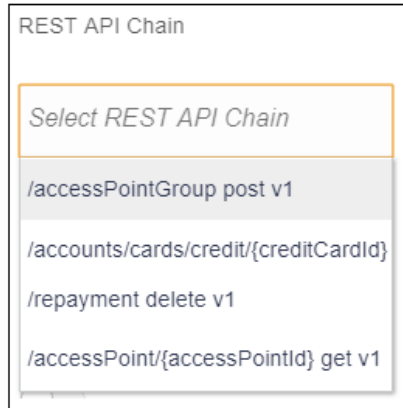 REST API Chain
Select REST API Chain
/accessPointGroup post v1
/accounts/cards/credit/{creditCardId}
/repayment delete v1
/accessPoint/{accessPointId} get v1